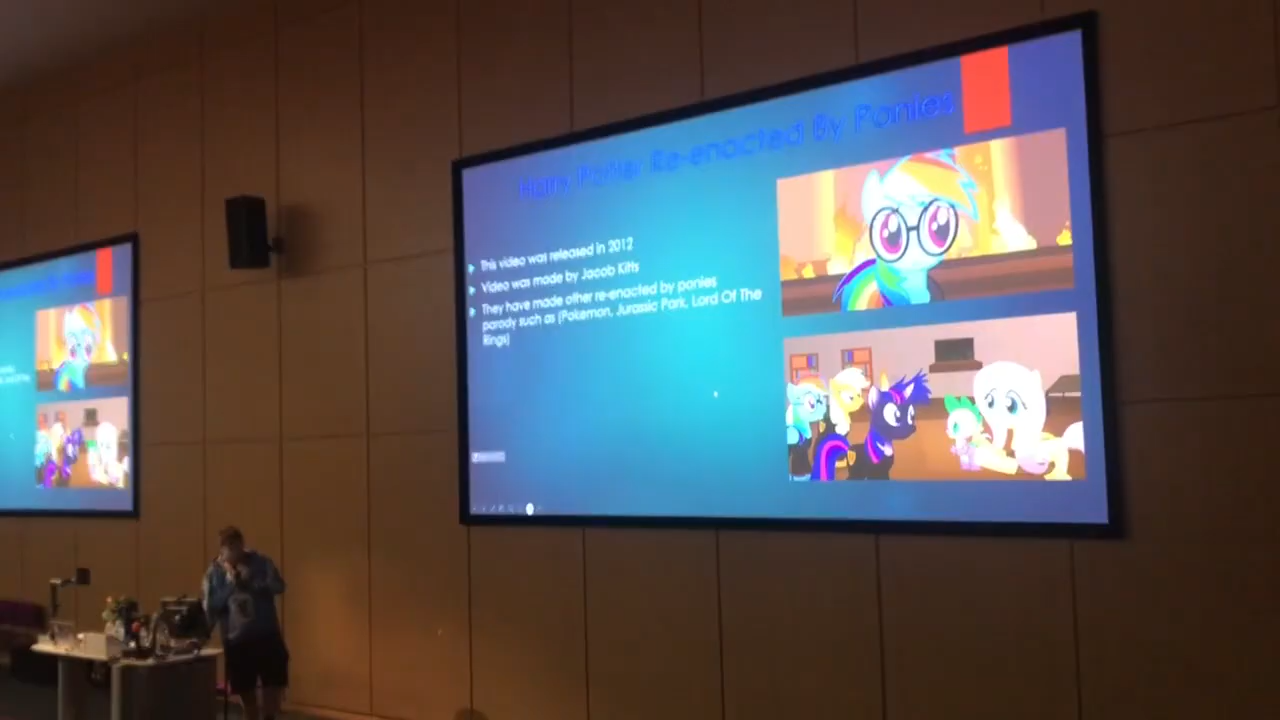 Harry Potter Re-enacted By Ponies
This video was released in 2012
Video was made by Jacob Kitts
They have made other re-enacted by ponies
parody such as (Pokemon, Jurassic Park, Lord Of The
Rings)